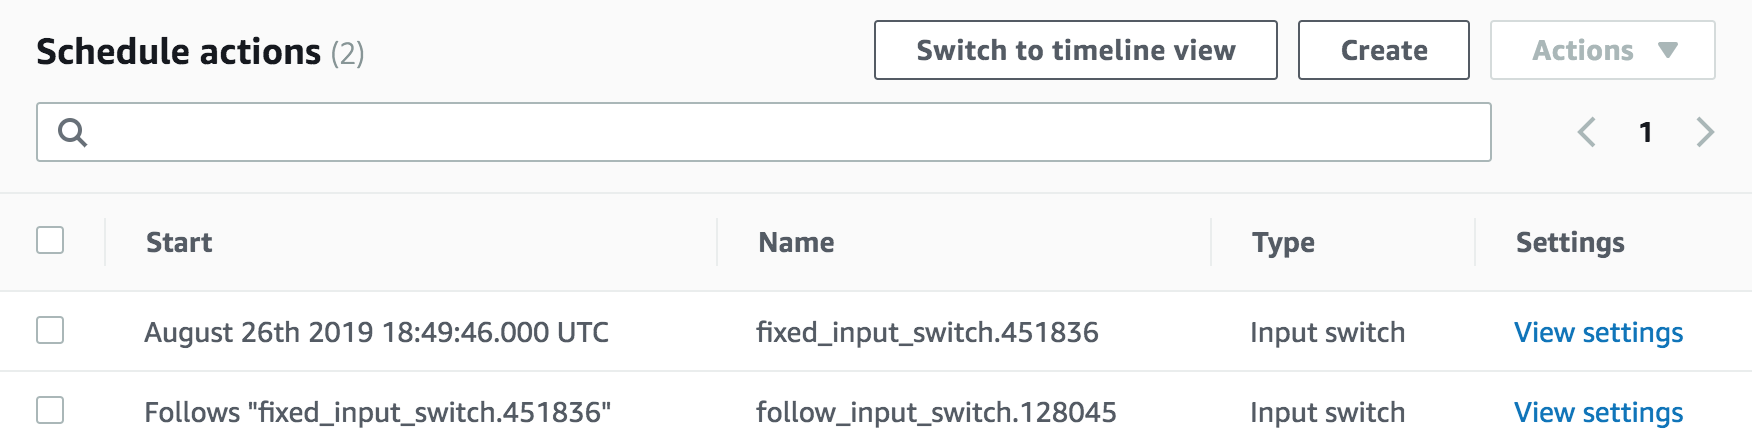 Schedule actions (2)
Switch to timeline view
Create
Actions
1
Start Name Type Settings
August 26th 2019 18:49:46.000 UTC fixed_input_switch.451836 Input switch View settings
Follows "fixed_input_switch.451836" follow_input_switch.128045 Input switch View settings